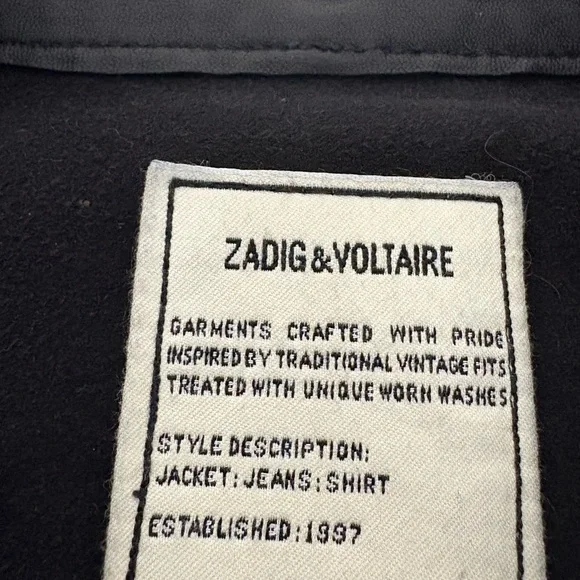 ZADIG&VOLTAIRE
GARMENTS CRAFTED WITH PRIDE
INSPIRED BY TRADITIONAL VINTAGE FITS
TREATED WITH UNIQUE WORN WASHES
STYLE DESCRIPTION:
JACKET: JEANS: SHIRT
ESTABLISHED: 1997